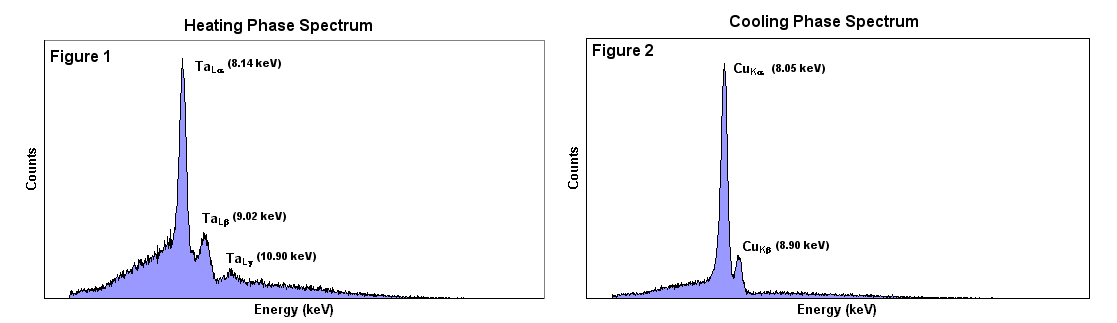 Heating Phase Spectrum
Figure 1
TaLα (8.14 keV)
TaLβ (9.02 keV)
TaLγ (10.90 keV)
Counts
Energy (keV)
Cooling Phase Spectrum
Figure 2
CuKα (8.05 keV)
CuKβ (8.90 keV)
Counts
Energy (keV)